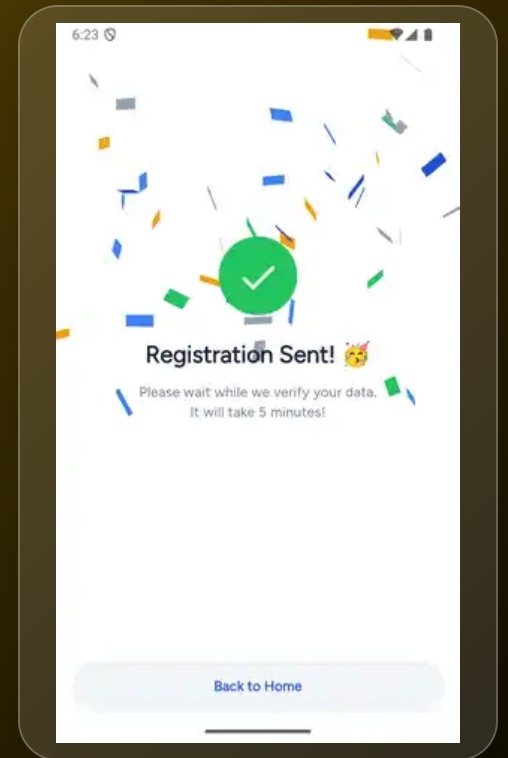 6:23
Registration Sent! 🥳
Please wait while we verify your data.
It will take 5 minutes!
Back to Home